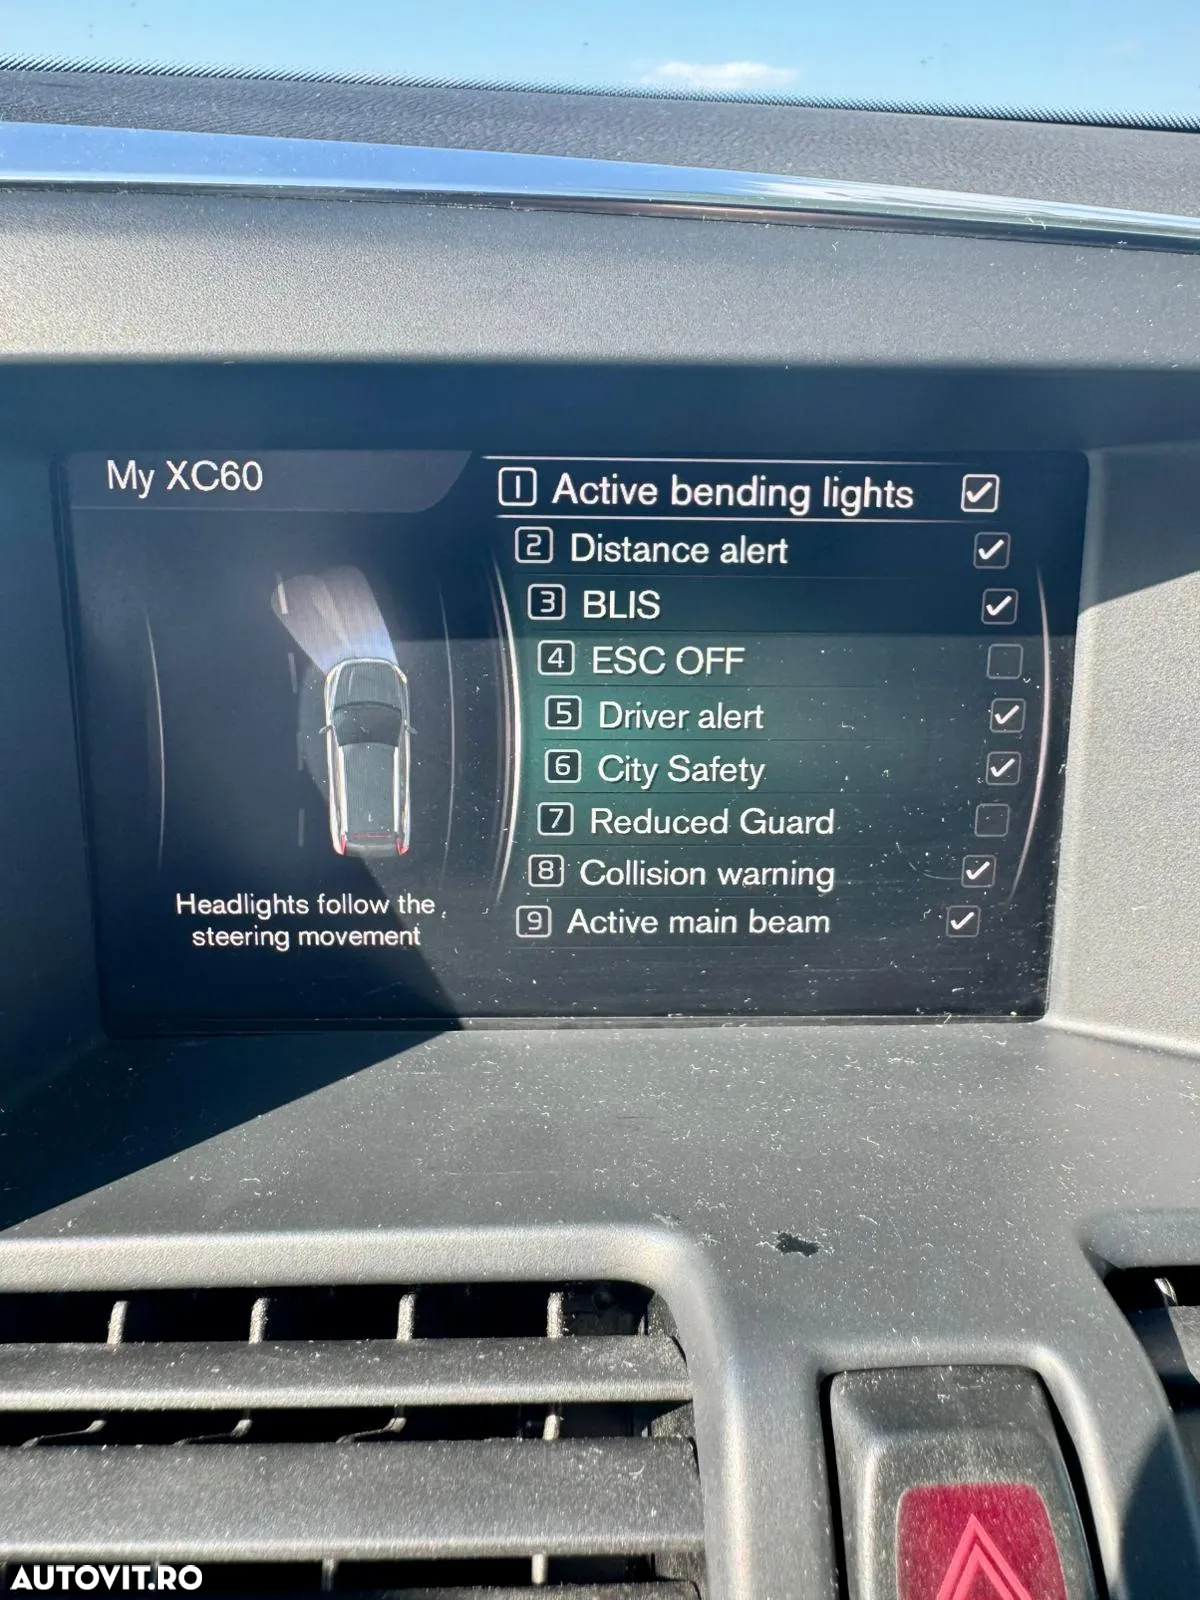 My XC60
1 Active bending lights
2 Distance alert
3 BLIS
4 ESC OFF
5 Driver alert
6 City Safety
7 Reduced Guard
8 Collision warning
9 Active main beam
Headlights follow the
steering movement
AUTOVIT.RO